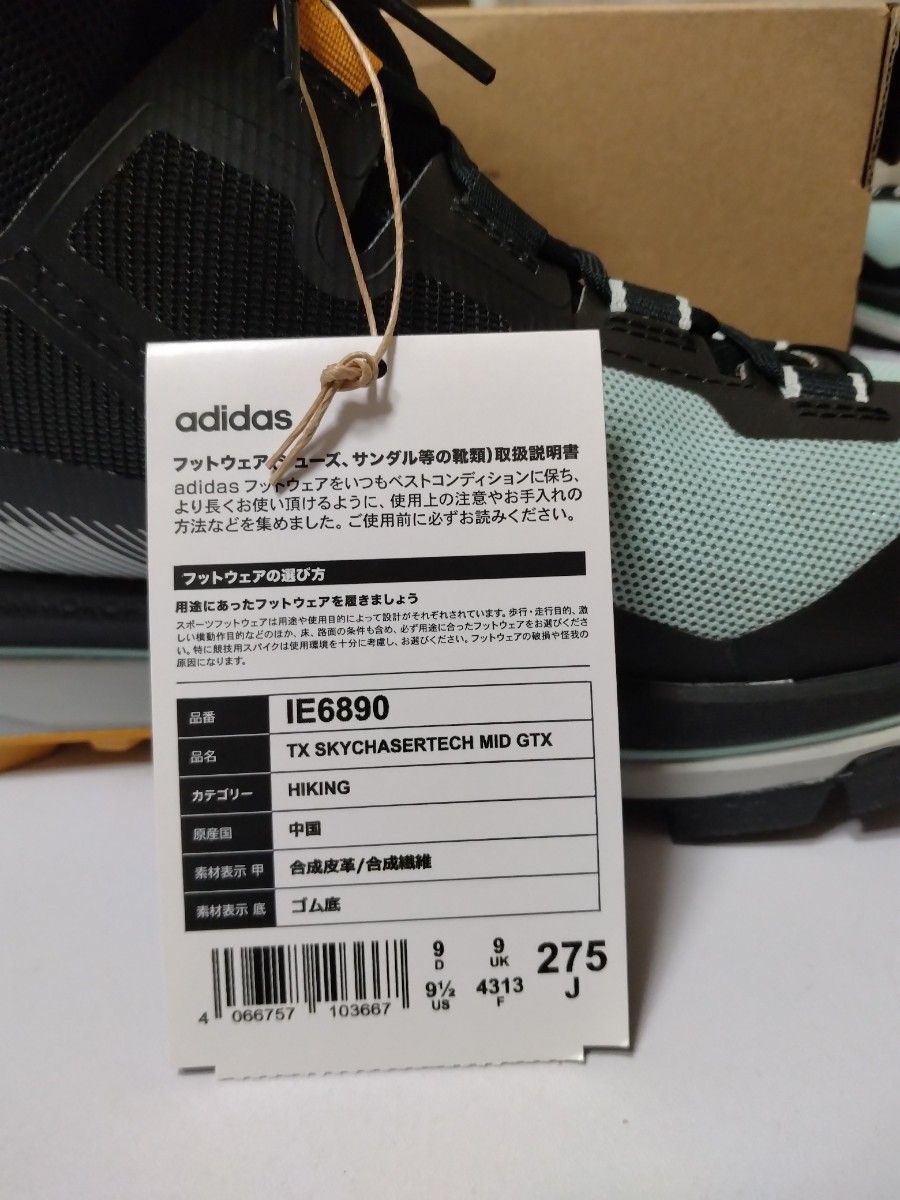 adidas
フットウェア(シューズ、サンダル等の靴類)取扱説明書
adidas フットウェアをいつもベストコンディションに保ち、
より長くお使い頂けるように、使用上の注意やお手入れの
方法などを集めました。ご使用前に必ずお読みください。
フットウェアの選び方
用途にあったフットウェアを履きましょう
スポーツフットウェアは用途や使用目的によって設計がそれぞれされています。歩行・走行目的、激
しい横動作目的などのほか、床、路面の条件も含め、必ず用途に合ったフットウェアをお選びくださ
い。特に競技用スパイクは使用環境を十分に考慮し、お選びください。フットウェアの破損や怪我の
原因になります。
品番 IE6890
品名 TX SKYCHASERTECH MID GTX
カテゴリー HIKING
原産国 中国
素材表示 甲 合成皮革/合成繊維
素材表示 底 ゴム底
9 9 275
D UK J
9½ 4313
US F
4 066757 103667